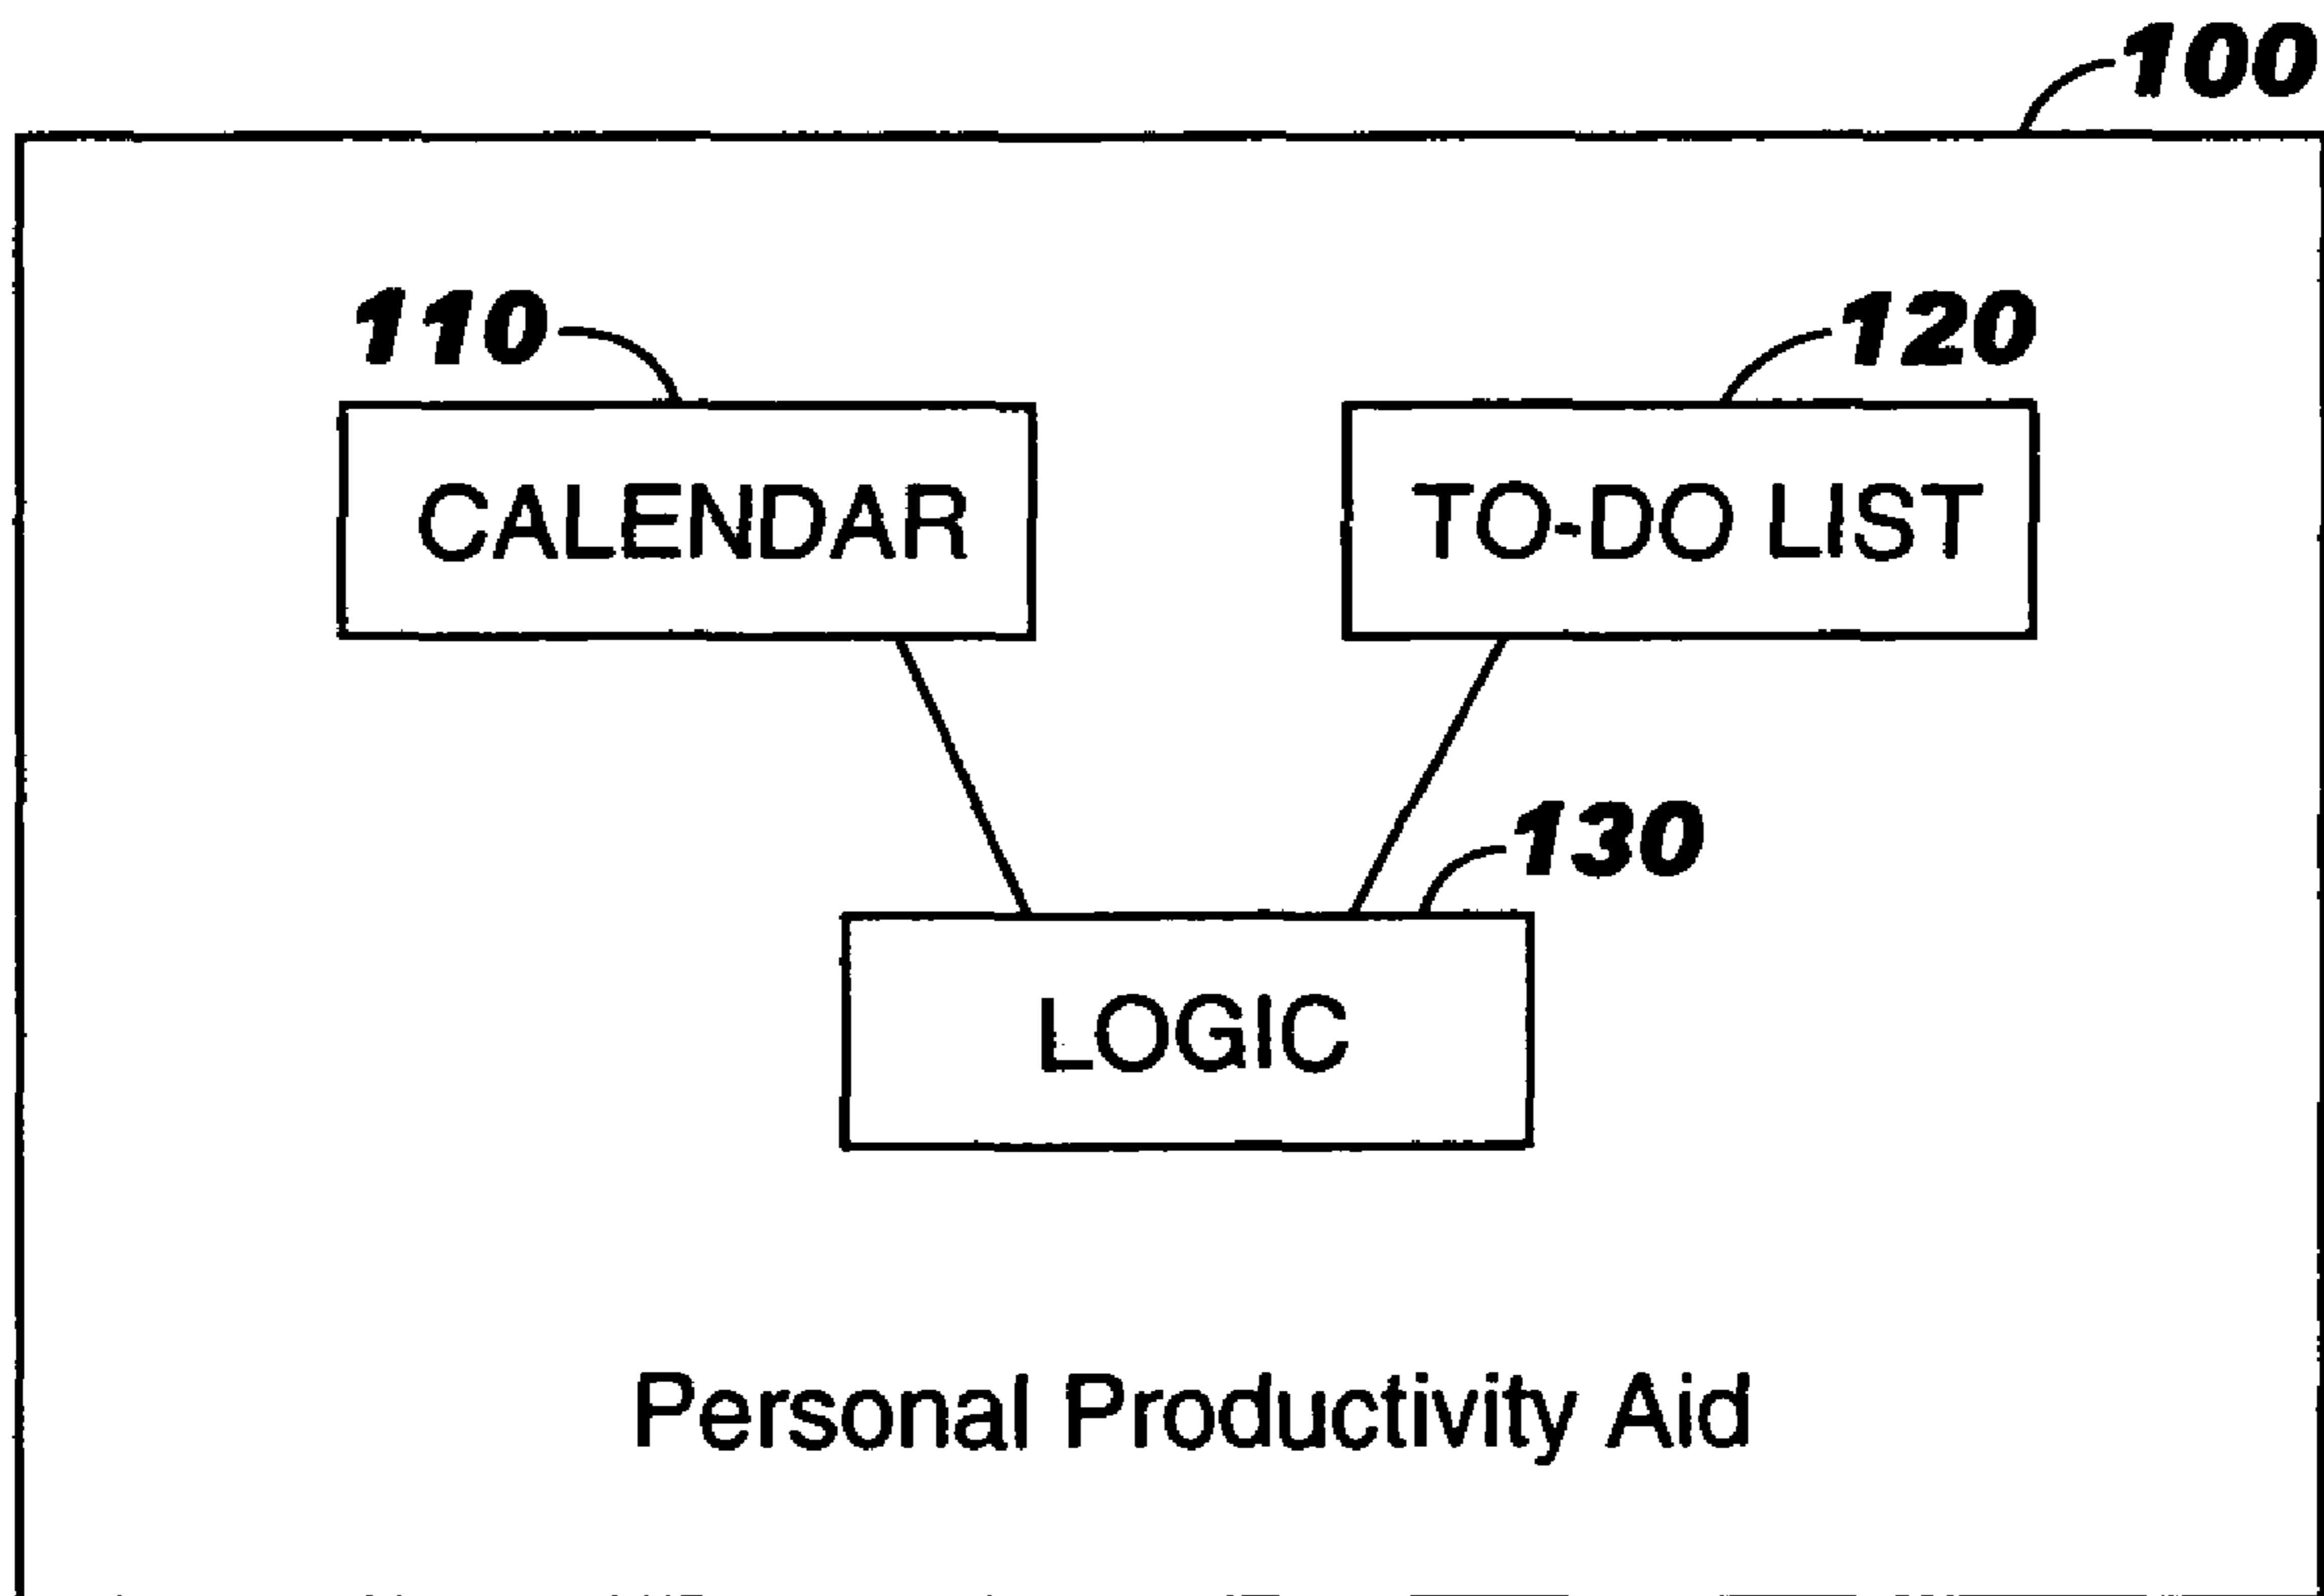 100
110
120
CALENDAR
TO-DO LIST
130
LOGIC
Personal Productivity Aid